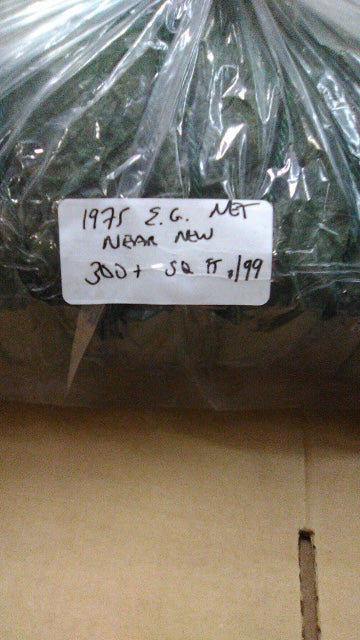 1975 E.G. NET
NEAR NEW
300+ SQ FT $199